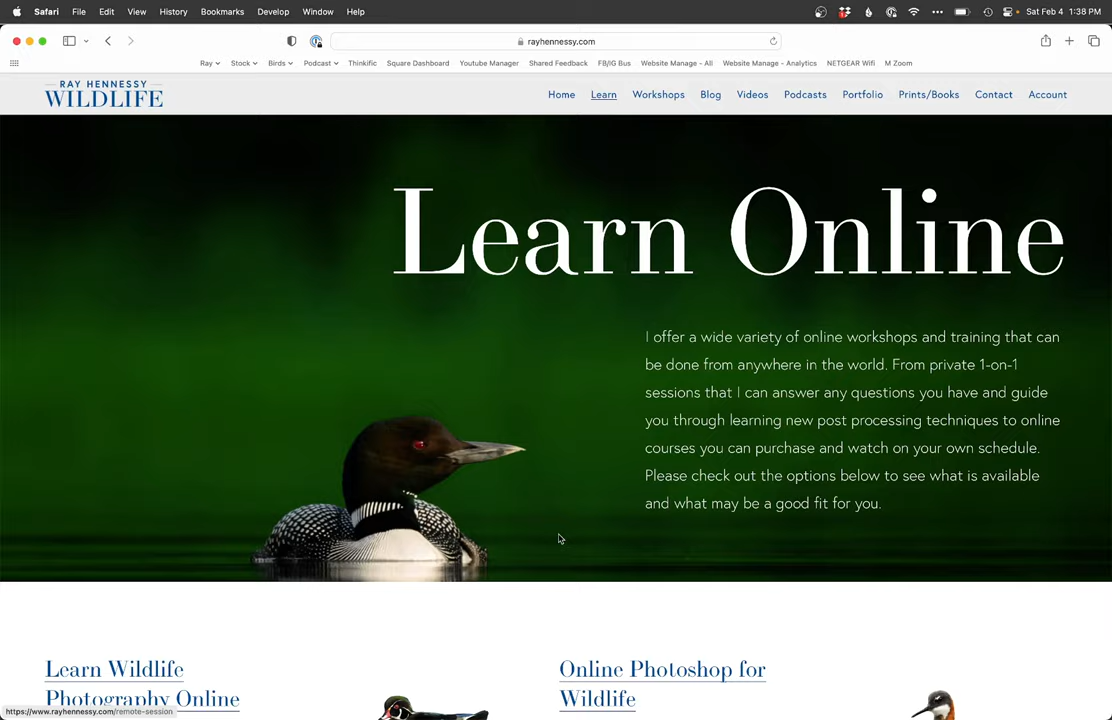 Safari File Edit View History Bookmarks Develop Window Help Sat Feb 4 1:38 PM
rayhennessy.com
Ray Stock Birds Podcast Thinkific Square Dashboard Youtube Manager Shared Feedback FB/IG Bus Website Manage - All Website Manage - Analytics NETGEAR Wifi M Zoom
RAY HENNESSY
WILDLIFE
Home Learn Workshops Blog Videos Podcasts Portfolio Prints/Books Contact Account
Learn Online
I offer a wide variety of online workshops and training that can
be done from anywhere in the world. From private 1-on-1
sessions that I can answer any questions you have and guide
you through learning new post processing techniques to online
courses you can purchase and watch on your own schedule.
Please check out the options below to see what is available
and what may be a good fit for you.
Learn Wildlife
Photography Online
Online Photoshop for
Wildlife
https://www.rayhennessy.com/remote-session